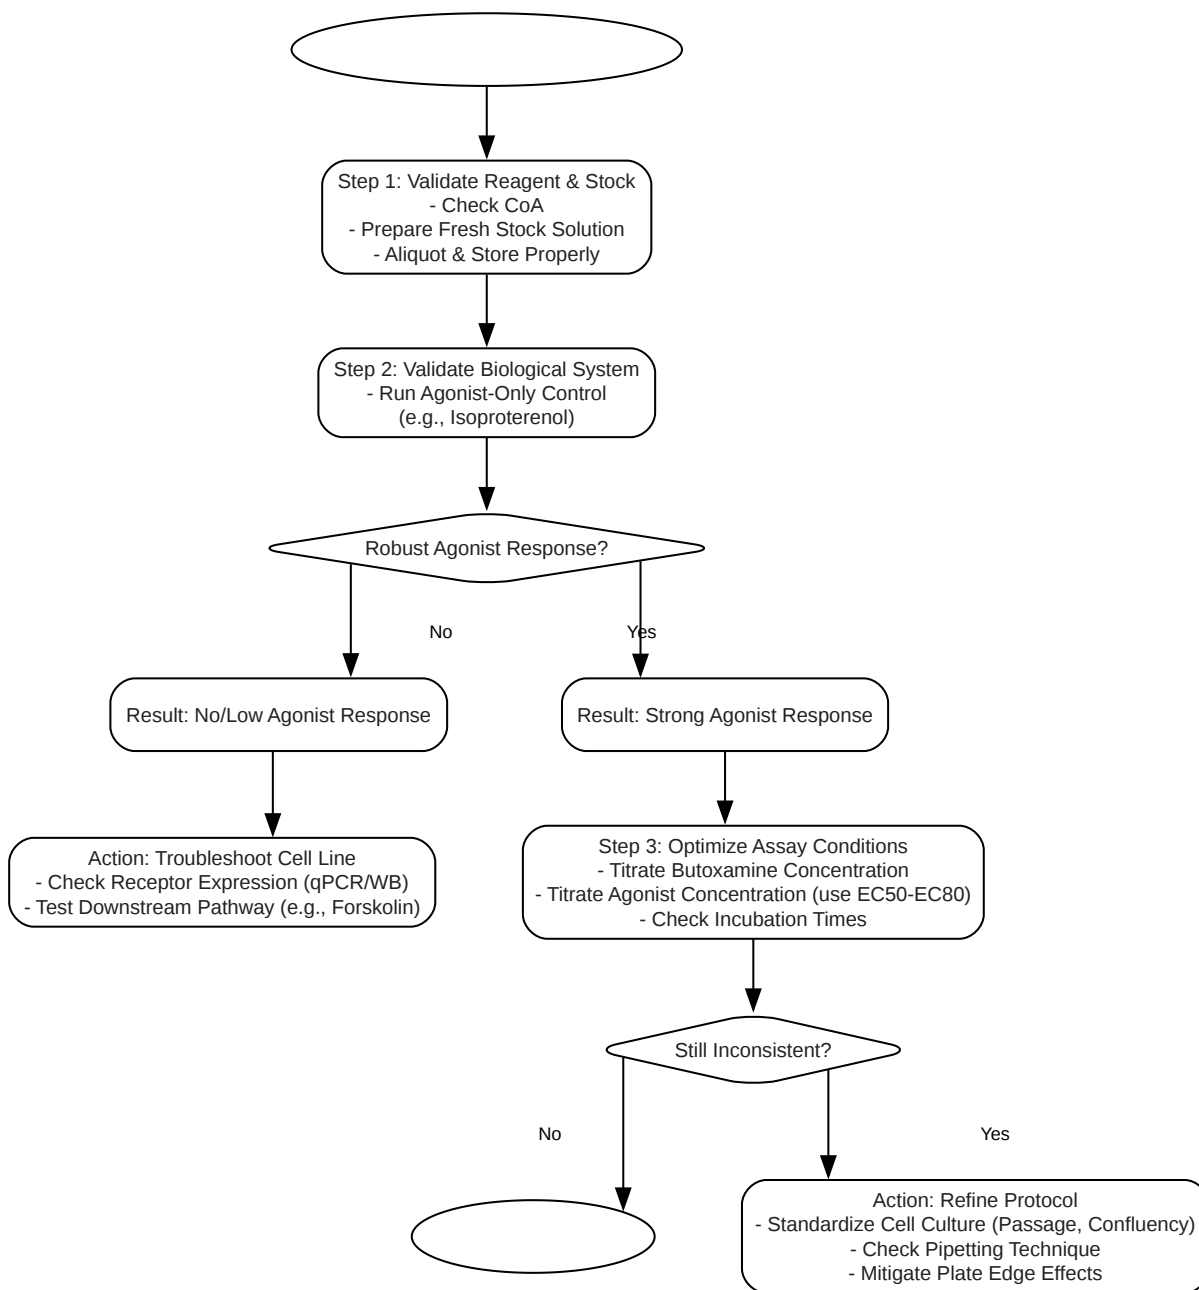 Step 1: Validate Reagent & Stock
- Check CoA
- Prepare Fresh Stock Solution
- Aliquot & Store Properly
Step 2: Validate Biological System
- Run Agonist-Only Control
(e.g., Isoproterenol)
Robust Agonist Response?
No
Yes
Result: No/Low Agonist Response
Result: Strong Agonist Response
Action: Troubleshoot Cell Line
- Check Receptor Expression (qPCR/WB)
- Test Downstream Pathway (e.g., Forskolin)
Step 3: Optimize Assay Conditions
- Titrate Butoxamine Concentration
- Titrate Agonist Concentration (use EC50-EC80)
- Check Incubation Times
Still Inconsistent?
No
Yes
Action: Refine Protocol
- Standardize Cell Culture (Passage, Confluency)
- Check Pipetting Technique
- Mitigate Plate Edge Effects